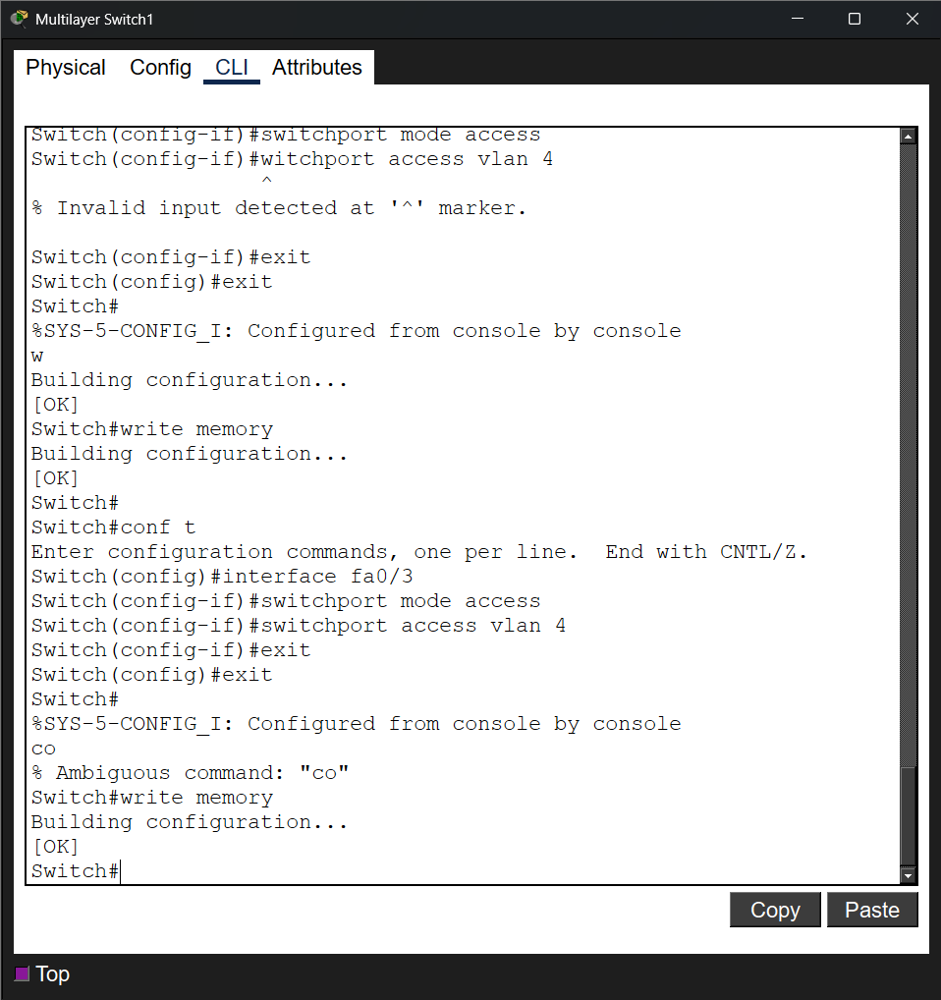 Multilayer Switch1
Physical Config CLI Attributes
Switch(config-if)#switchport mode access
Switch(config-if)#witchport access vlan 4
^
% Invalid input detected at '^' marker.
Switch(config-if)#exit
Switch(config)#exit
Switch#
%SYS-5-CONFIG_I: Configured from console by console
w
Building configuration...
[OK]
Switch#write memory
Building configuration...
[OK]
Switch#
Switch#conf t
Enter configuration commands, one per line.  End with CNTL/Z.
Switch(config)#interface fa0/3
Switch(config-if)#switchport mode access
Switch(config-if)#switchport access vlan 4
Switch(config-if)#exit
Switch(config)#exit
Switch#
%SYS-5-CONFIG_I: Configured from console by console
co
% Ambiguous command: "co"
Switch#write memory
Building configuration...
[OK]
Switch#
Copy Paste
Top